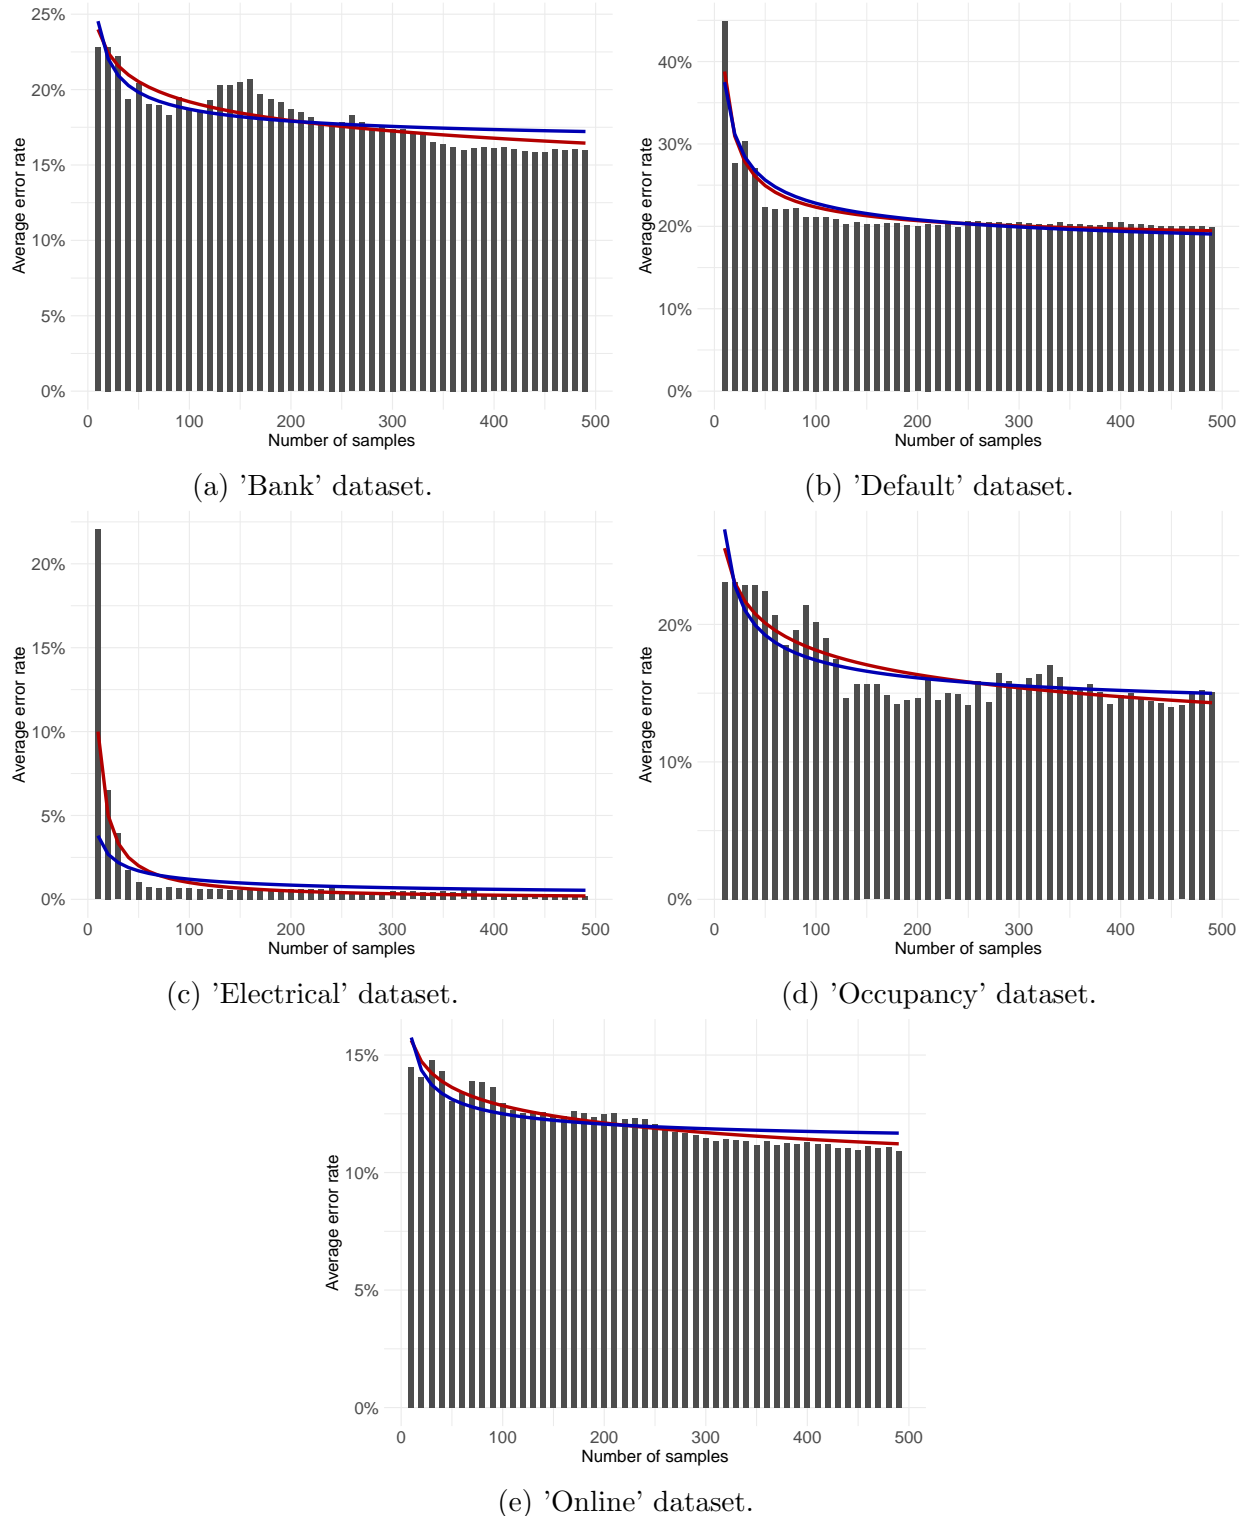 25%
20%
15%
10%
5%
0%
Average error rate
0 100 200 300 400 500
Number of samples
(a) ’Bank’ dataset.
40%
30%
20%
10%
0%
Average error rate
0 100 200 300 400 500
Number of samples
(b) ’Default’ dataset.
20%
15%
10%
5%
0%
Average error rate
0 100 200 300 400 500
Number of samples
(c) ’Electrical’ dataset.
20%
10%
0%
Average error rate
0 100 200 300 400 500
Number of samples
(d) ’Occupancy’ dataset.
15%
10%
5%
0%
Average error rate
0 100 200 300 400 500
Number of samples
(e) ’Online’ dataset.